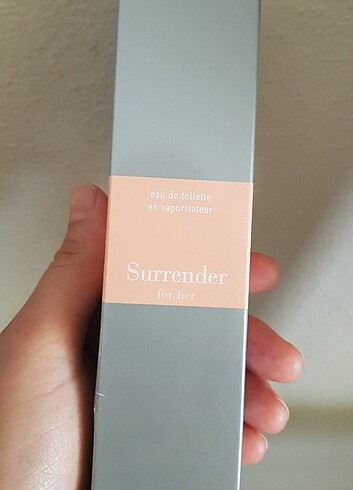 eau de toilette
en vaporisateur
Surrender
for her